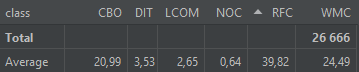 class CBO DIT LCOM NOC RFC WMC
Total 26 666
Average 20,99 3,53 2,65 0,64 39,82 24,49